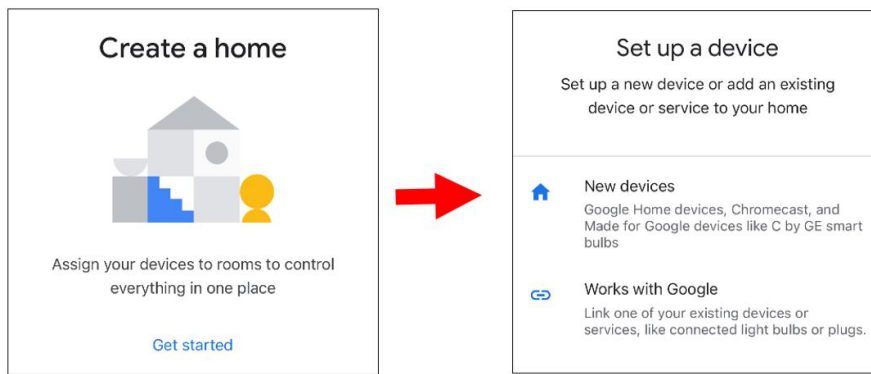 Create a home
Assign your devices to rooms to control
everything in one place
Get started
Set up a device
Set up a new device or add an existing
device or service to your home
New devices
Google Home devices, Chromecast, and
Made for Google devices like C by GE smart
bulbs
Works with Google
Link one of your existing devices or
services, like connected light bulbs or plugs.